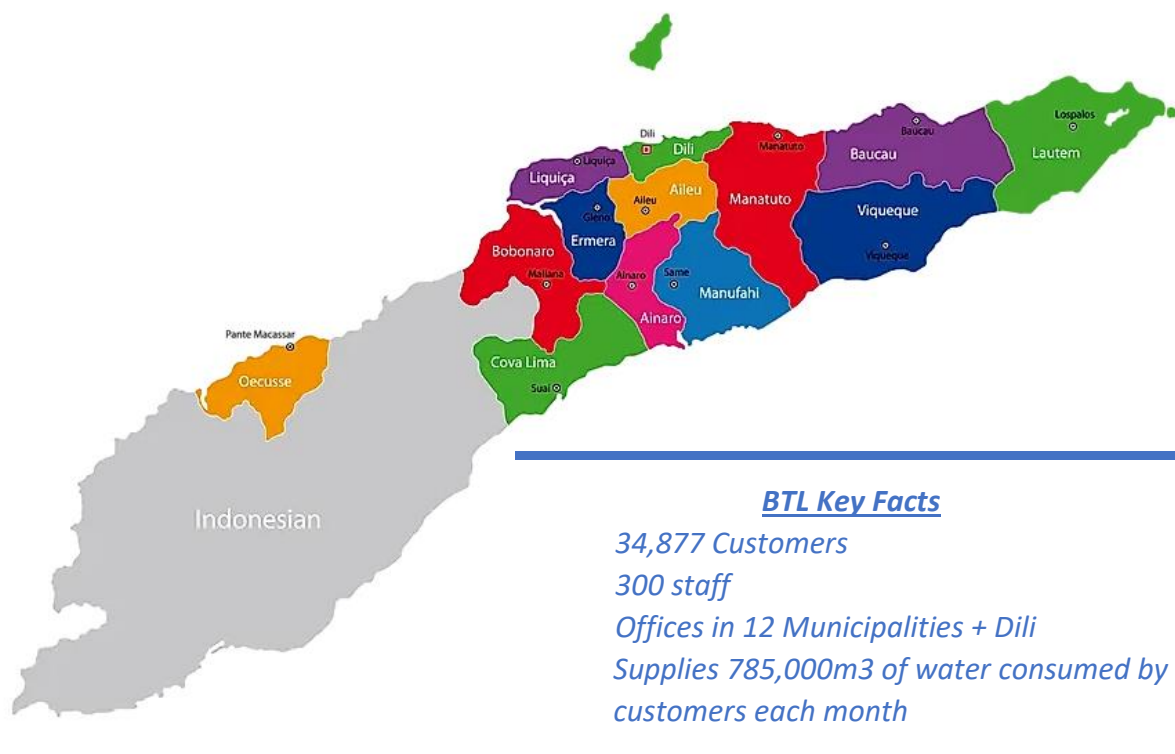 Lospalos
Baucau
Dili
Manatuto
Dili
Baucau
Lautem
Liquiça
Liquiça
Aileu
Manatuto
Aileu
Viqueque
Gleno
Ermera
Bobonaro
Viqueque
Maliana
Ainaro
Same
Manufahi
Ainaro
Pante Macassar
Cova Lima
Oecusse
Suai
Indonesian
BTL Key Facts
34,877 Customers
300 staff
Offices in 12 Municipalities + Dili
Supplies 785,000m3 of water consumed by
customers each month